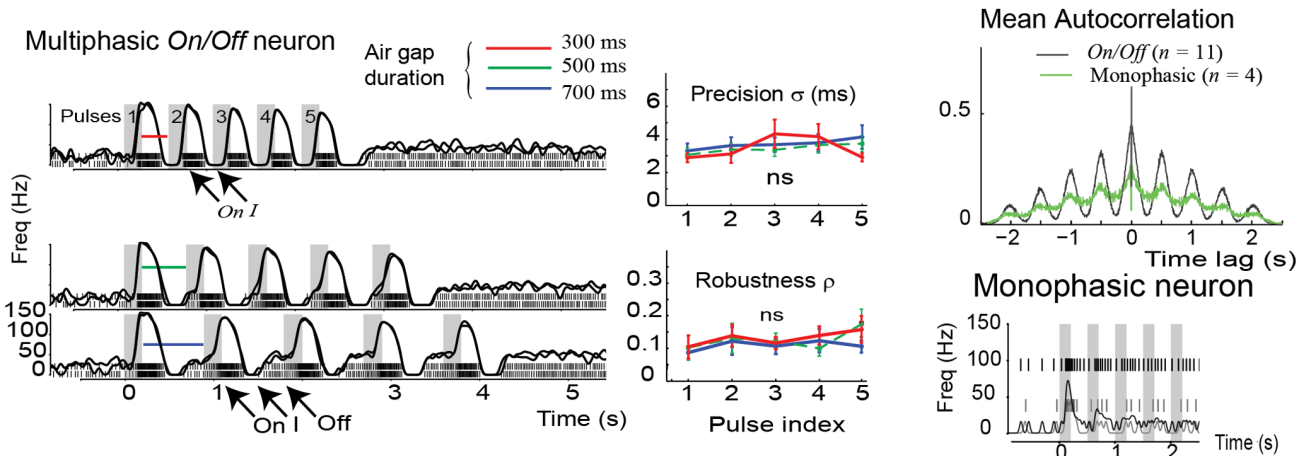 Multiphasic On/Off neuron
Air gap duration
300 ms
500 ms
700 ms
Pulses 1 2 3 4 5
On I
Freq (Hz)
150
100
50
0
0 1 3 5
On I Off
Time (s)
Precision σ (ms)
6
4
2
0
ns
1 2 3 4 5
Robustness ρ
0.3
0.2
0.1
0
ns
1 2 3 4 5
Pulse index
Mean Autocorrelation
On/Off (n = 11)
Monophasic (n = 4)
0.5
0
−2 −1 0 1 2
Time lag (s)
Monophasic neuron
Freq (Hz)
150
100
50
0
0 1 2
Time (s)